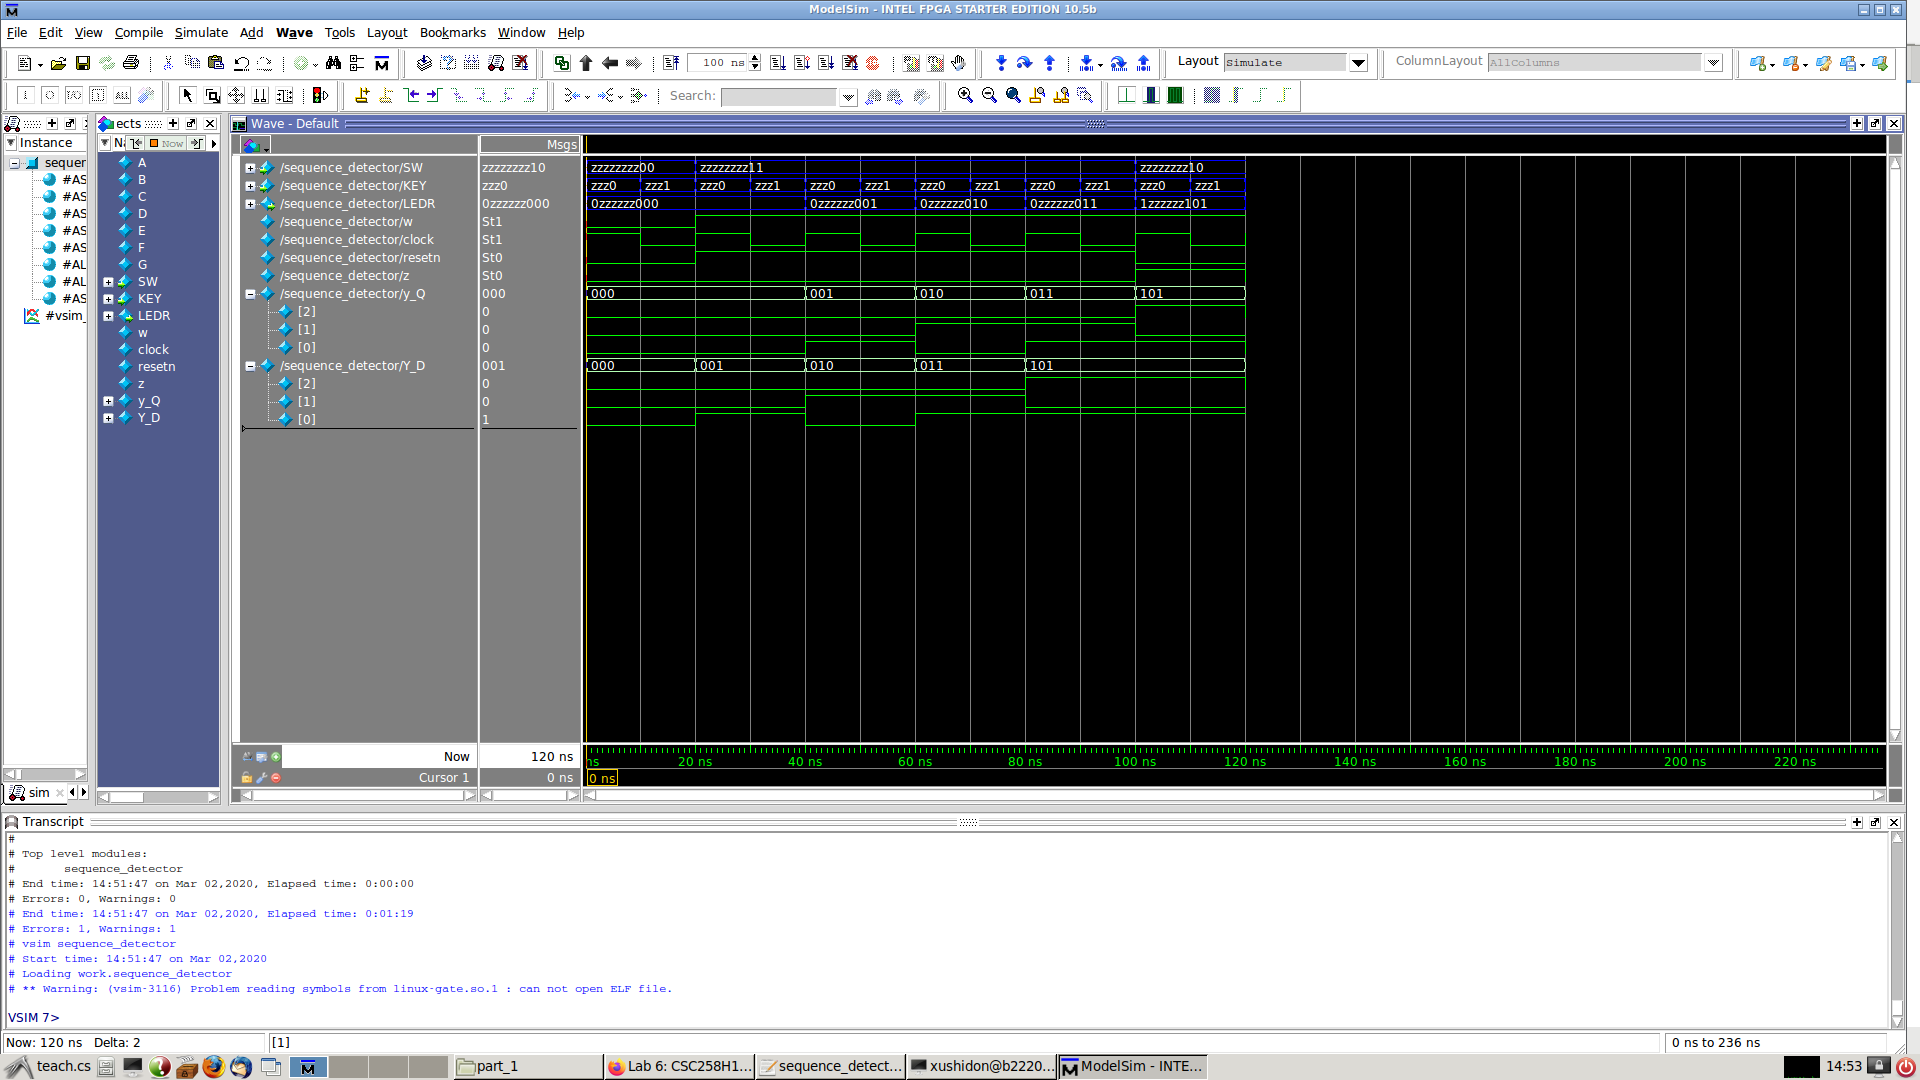 ModelSim - INTEL FPGA STARTER EDITION 10.5b
File Edit View Compile Simulate Add Wave Tools Layout Bookmarks Window Help
100 ns
Layout Simulate
ColumnLayout AllColumns
Search:
ects
Wave - Default
Instance
Now
Msgs
sequer
#AS
#AS
#AS
#AS
#AS
#AL
#AL
#AS
#vsim_
A
B
C
D
E
F
G
SW
KEY
LEDR
w
clock
resetn
z
y_Q
Y_D
/sequence_detector/SW zzzzzzzz10 zzzzzzzz00 zzzzzzzz11 zzzzzzzz10
/sequence_detector/KEY zzz0 zzz0 zzz1 zzz0 zzz1 zzz0 zzz1 zzz0 zzz1 zzz0 zzz1 zzz0 zzz1
/sequence_detector/LEDR 0zzzzzz000 0zzzzzz000 0zzzzzz001 0zzzzzz010 0zzzzzz011 1zzzzzz101
/sequence_detector/w St1
/sequence_detector/clock St1
/sequence_detector/resetn St0
/sequence_detector/z St0
/sequence_detector/y_Q 000 000 001 010 011 101
[2] 0
[1] 0
[0] 0
/sequence_detector/Y_D 001 000 001 010 011 101
[2] 0
[1] 0
[0] 1
Now 120 ns
ns 20 ns 40 ns 60 ns 80 ns 100 ns 120 ns 140 ns 160 ns 180 ns 200 ns 220 ns
Cursor 1 0 ns 0 ns
sim
Transcript
#
# Top level modules:
# sequence_detector
# End time: 14:51:47 on Mar 02,2020, Elapsed time: 0:00:00
# Errors: 0, Warnings: 0
# End time: 14:51:47 on Mar 02,2020, Elapsed time: 0:01:19
# Errors: 1, Warnings: 1
# vsim sequence_detector
# Start time: 14:51:47 on Mar 02,2020
# Loading work.sequence_detector
# ** Warning: (vsim-3116) Problem reading symbols from linux-gate.so.1 : can not open ELF file.
VSIM 7>
Now: 120 ns Delta: 2 [1] 0 ns to 236 ns
teach.cs part_1 Lab 6: CSC258H1... sequence_detect... xushidon@b2220... ModelSim - INTE... 14:53